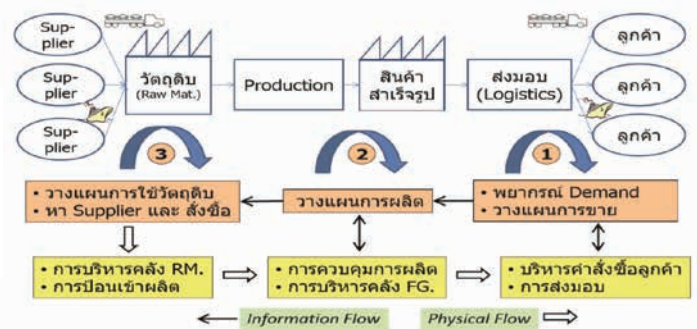 Sup-
plier
Sup-
plier
Sup-
plier
วัตถุดิบ
(Raw Mat.)
Production
สินค้า
สำเร็จรูป
ส่งมอบ
(Logistics)
ลูกค้า
ลูกค้า
ลูกค้า
3
2
1
• วางแผนการใช้วัตถุดิบ
• หา Supplier และ สั่งซื้อ
วางแผนการผลิต
• พยากรณ์ Demand
• วางแผนการขาย
• การบริหารคลัง RM.
• การป้อนเข้าผลิต
• การควบคุมการผลิต
• การบริหารคลัง FG.
• บริหารคำสั่งซื้อลูกค้า
• การส่งมอบ
Information Flow
Physical Flow